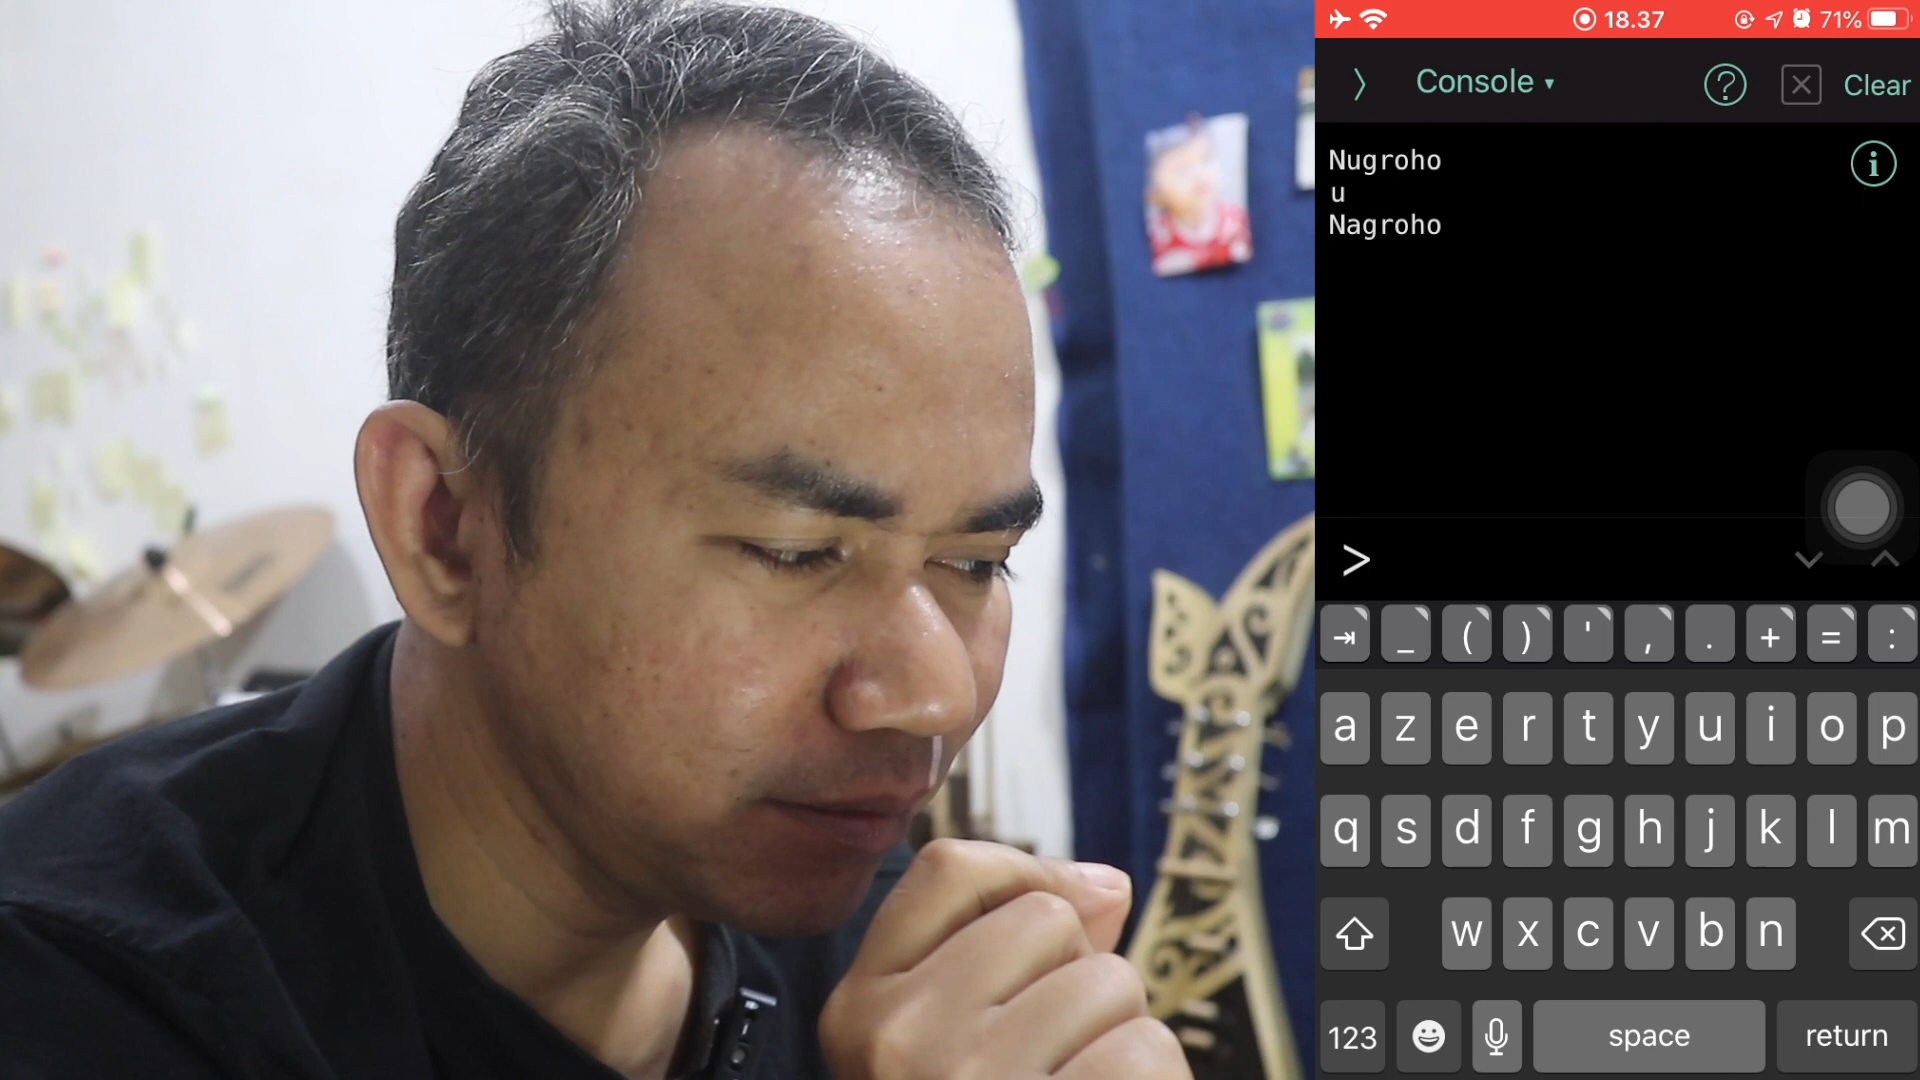 18.37
71%
Console
Clear
Nugroho
u
Nagroho
>
_ ( ) ' , . + = :
a z e r t y u i o p
q s d f g h j k l m
w x c v b n
123 space return